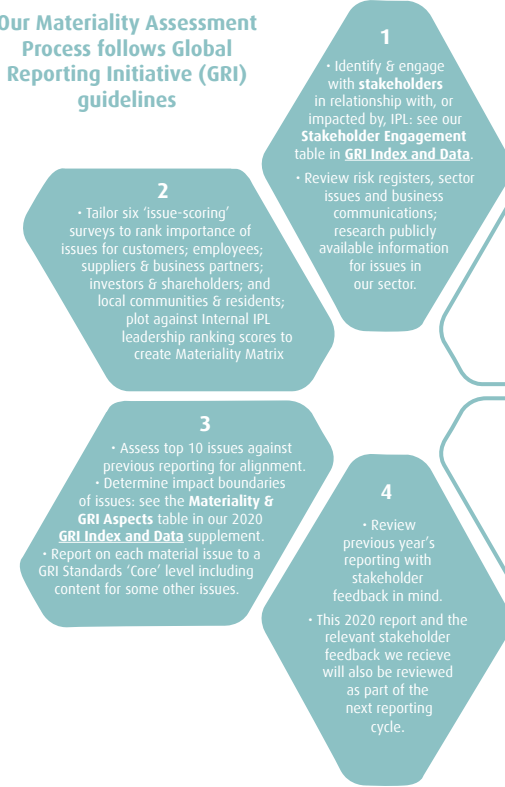 Our Materiality Assessment
Process follows Global
Reporting Initiative (GRI)
guidelines
1
• Identify & engage
with stakeholders
in relationship with, or
impacted by, IPL: see our
Stakeholder Engagement
table in GRI Index and Data.
• Review risk registers, sector
issues and business
communications;
research publicly
available information
for issues in
our sector.
2
• Tailor six ‘issue-scoring’
surveys to rank importance of
issues for customers; employees;
suppliers & business partners;
investors & shareholders; and
local communities & residents;
plot against Internal IPL
leadership ranking scores to
create Materiality Matrix
3
• Assess top 10 issues against
previous reporting for alignment.
• Determine impact boundaries
of issues: see the Materiality &
GRI Aspects table in our 2020
GRI Index and Data supplement.
• Report on each material issue to a
GRI Standards ‘Core’ level including
content for some other issues.
4
• Review
previous year’s
reporting with
stakeholder
feedback in mind.
• This 2020 report and the
relevant stakeholder
feedback we recieve
will also be reviewed
as part of the
next reporting
cycle.